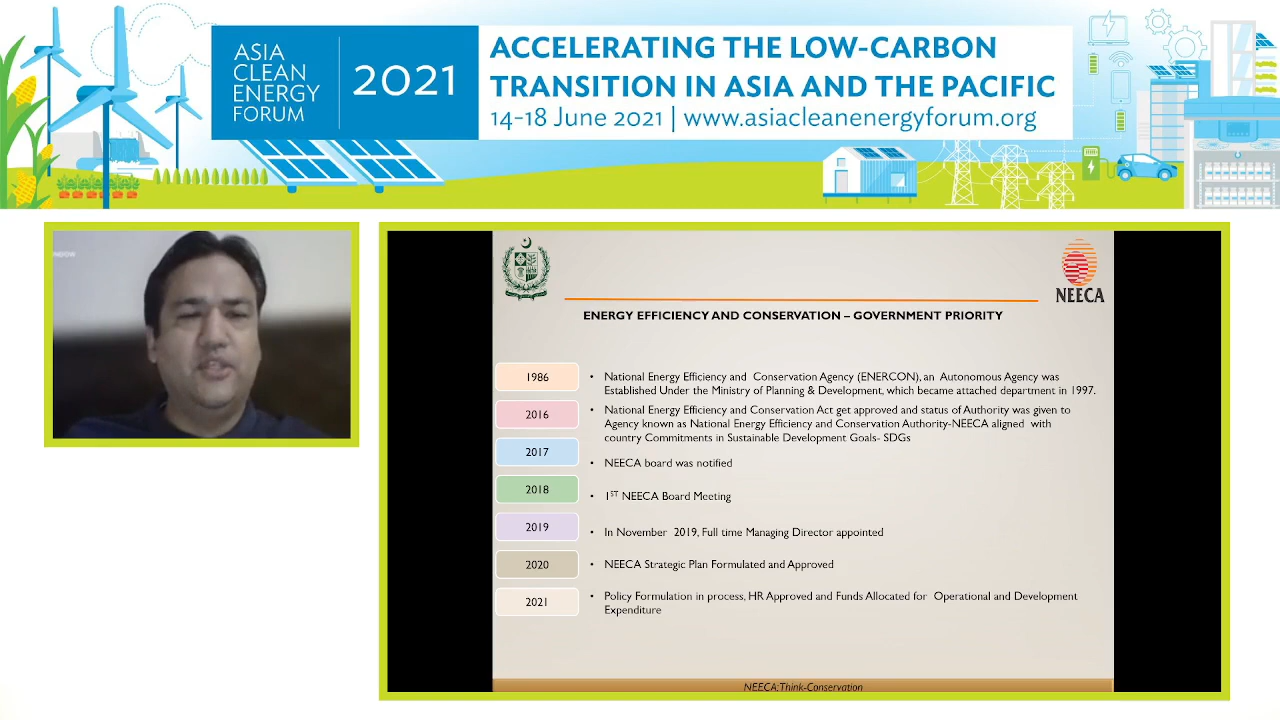 ASIA
CLEAN
ENERGY
FORUM
2021
ACCELERATING THE LOW-CARBON
TRANSITION IN ASIA AND THE PACIFIC
14-18 June 2021 | www.asiacleanenergyforum.org
NEECA
ENERGY EFFICIENCY AND CONSERVATION – GOVERNMENT PRIORITY
1986
• National Energy Efficiency and Conservation Agency (ENERCON), an Autonomous Agency was
Established Under the Ministry of Planning & Development, which became attached department in 1997.
2016
• National Energy Efficiency and Conservation Act get approved and status of Authority was given to
Agency known as National Energy Efficiency and Conservation Authority-NEECA aligned with
country Commitments in Sustainable Development Goals- SDGs
2017
• NEECA board was notified
2018
• 1ST NEECA Board Meeting
2019
• In November 2019, Full time Managing Director appointed
2020
• NEECA Strategic Plan Formulated and Approved
2021
• Policy Formulation in process, HR Approved and Funds Allocated for Operational and Development
Expenditure
NEECA: Think-Conservation